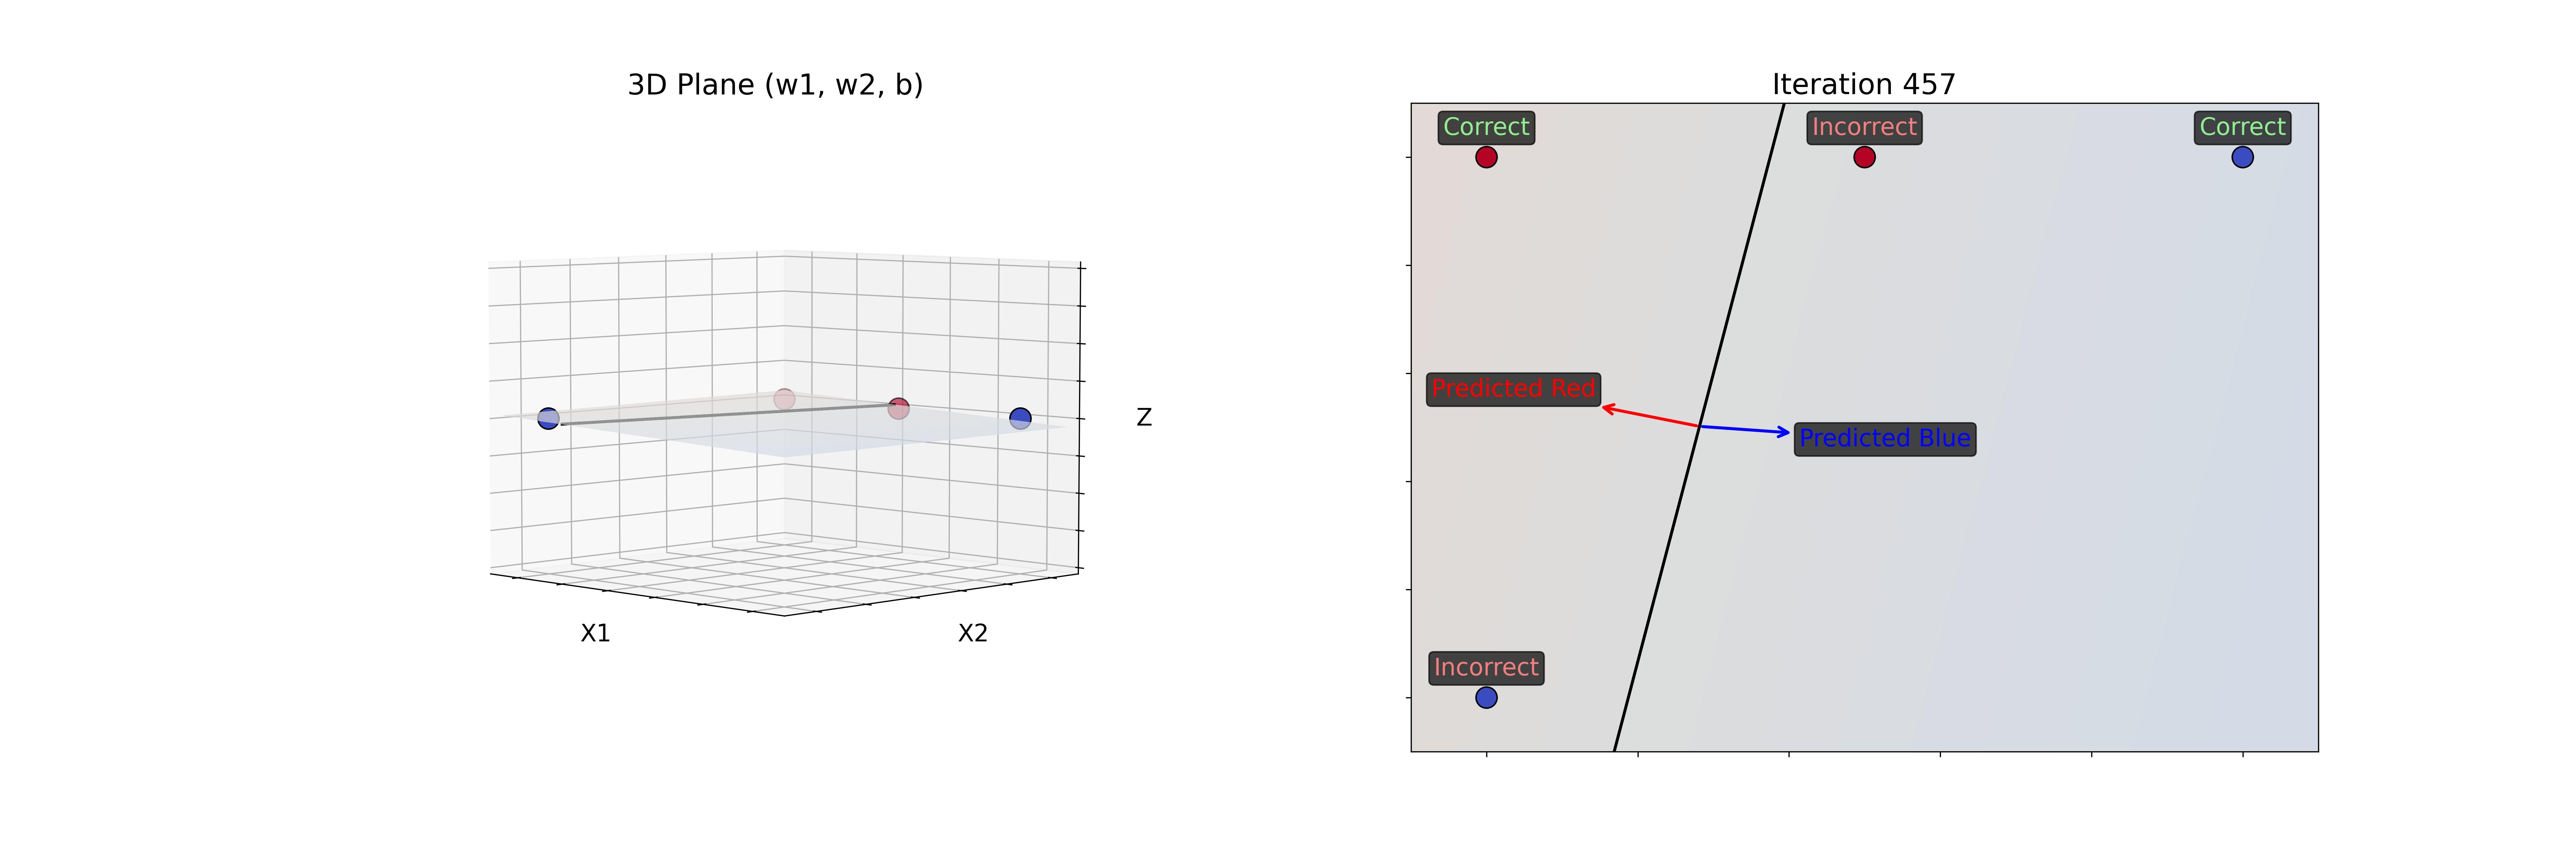 3D Plane (w1, w2, b)
Z
X1
X2
Iteration 457
Correct
Incorrect
Correct
Predicted Red
Predicted Blue
Incorrect